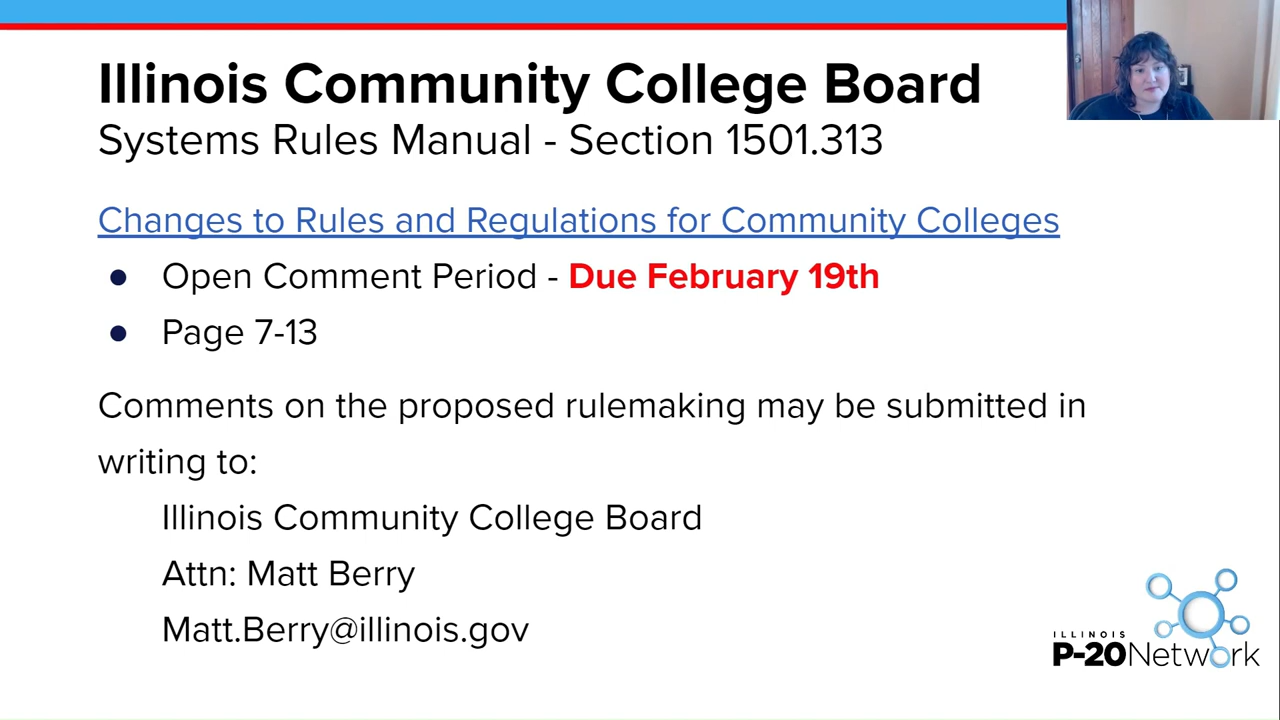 Illinois Community College Board
Systems Rules Manual - Section 1501.313
Changes to Rules and Regulations for Community Colleges
● Open Comment Period - Due February 19th
● Page 7-13
Comments on the proposed rulemaking may be submitted in
writing to:
Illinois Community College Board
Attn: Matt Berry
Matt.Berry@illinois.gov
ILLINOIS
P-20 Network